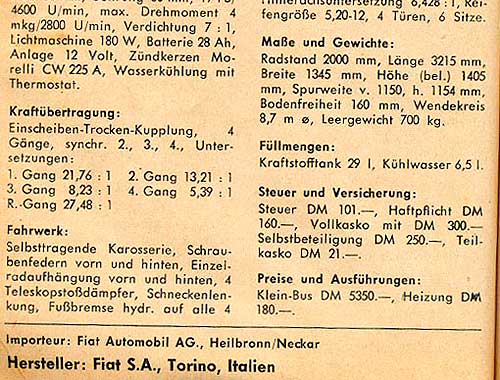 4600 U/min, max. Drehmoment 4
mkg/2800 U/min, Verdichtung 7 : 1,
Lichtmaschine 180 W, Batterie 28 Ah,
Anlage 12 Volt, Zündkerzen Mo-
relli CW 225 A, Wasserkühlung mit
Thermostat.
Kraftübertragung:
Einscheiben-Trocken-Kupplung, 4
Gänge, synchr. 2., 3., 4., Unter-
setzungen:
1. Gang 21,76 : 1 2. Gang 13,21 : 1
3. Gang 8,23 : 1 4. Gang 5,39 : 1
R.-Gang 27,48 : 1
Fahrwerk:
Selbsttragende Karosserie, Schrau-
benfedern vorn und hinten, Einzel-
radaufhängung vorn und hinten, 4
Teleskopstoßdämpfer, Schneckenlen-
kung, Fußbremse hydr. auf alle 4
Hinterachsuntersetzung 6,428 : 1, Rei-
fengröße 5,20-12, 4 Türen, 6 Sitze.
Maße und Gewichte:
Radstand 2000 mm, Länge 3215 mm,
Breite 1345 mm, Höhe (bel.) 1405
mm, Spurweite v. 1150, h. 1154 mm,
Bodenfreiheit 160 mm, Wendekreis
8,7 m ø, Leergewicht 700 kg.
Füllmengen:
Kraftstofftank 29 l, Kühlwasser 6,5 l.
Steuer und Versicherung:
Steuer DM 101.—, Haftpflicht DM
160.—, Vollkasko mit DM 300.—
Selbstbeteiligung DM 250.—, Teil-
kasko DM 21.—.
Preise und Ausführungen:
Klein-Bus DM 5350.—, Heizung DM
180.—.
Importeur: Fiat Automobil AG., Heilbronn/Neckar
Hersteller: Fiat S.A., Torino, Italien